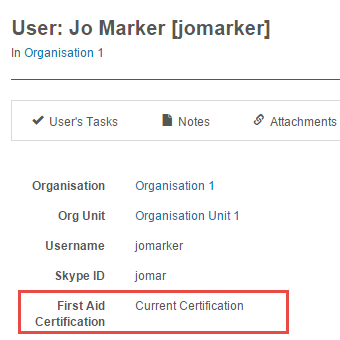 User: Jo Marker [jomarker]
In Organisation 1
User's Tasks Notes Attachments
Organisation Organisation 1
Org Unit Organisation Unit 1
Username jomarker
Skype ID jomar
First Aid Current Certification
Certification